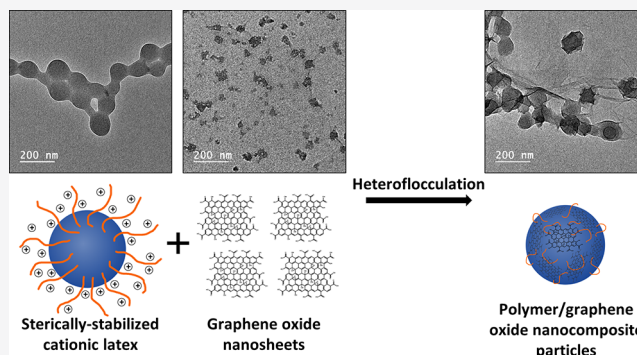 200 nm
200 nm
200 nm
Heteroflocculation
+
Sterically-stabilized
cationic latex
Graphene oxide
nanosheets
Polymer/graphene
oxide nanocomposite
particles